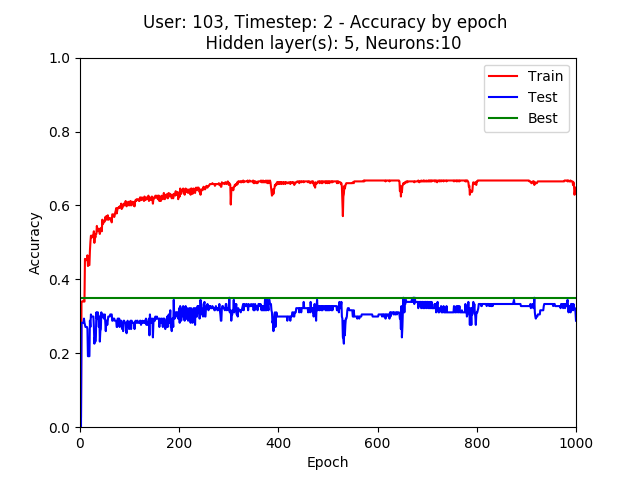 User: 103, Timestep: 2 - Accuracy by epoch
Hidden layer(s): 5, Neurons:10
1.0
0.8
0.6
0.4
0.2
0.0
Accuracy
Train
Test
Best
0 200 400 600 800 1000
Epoch